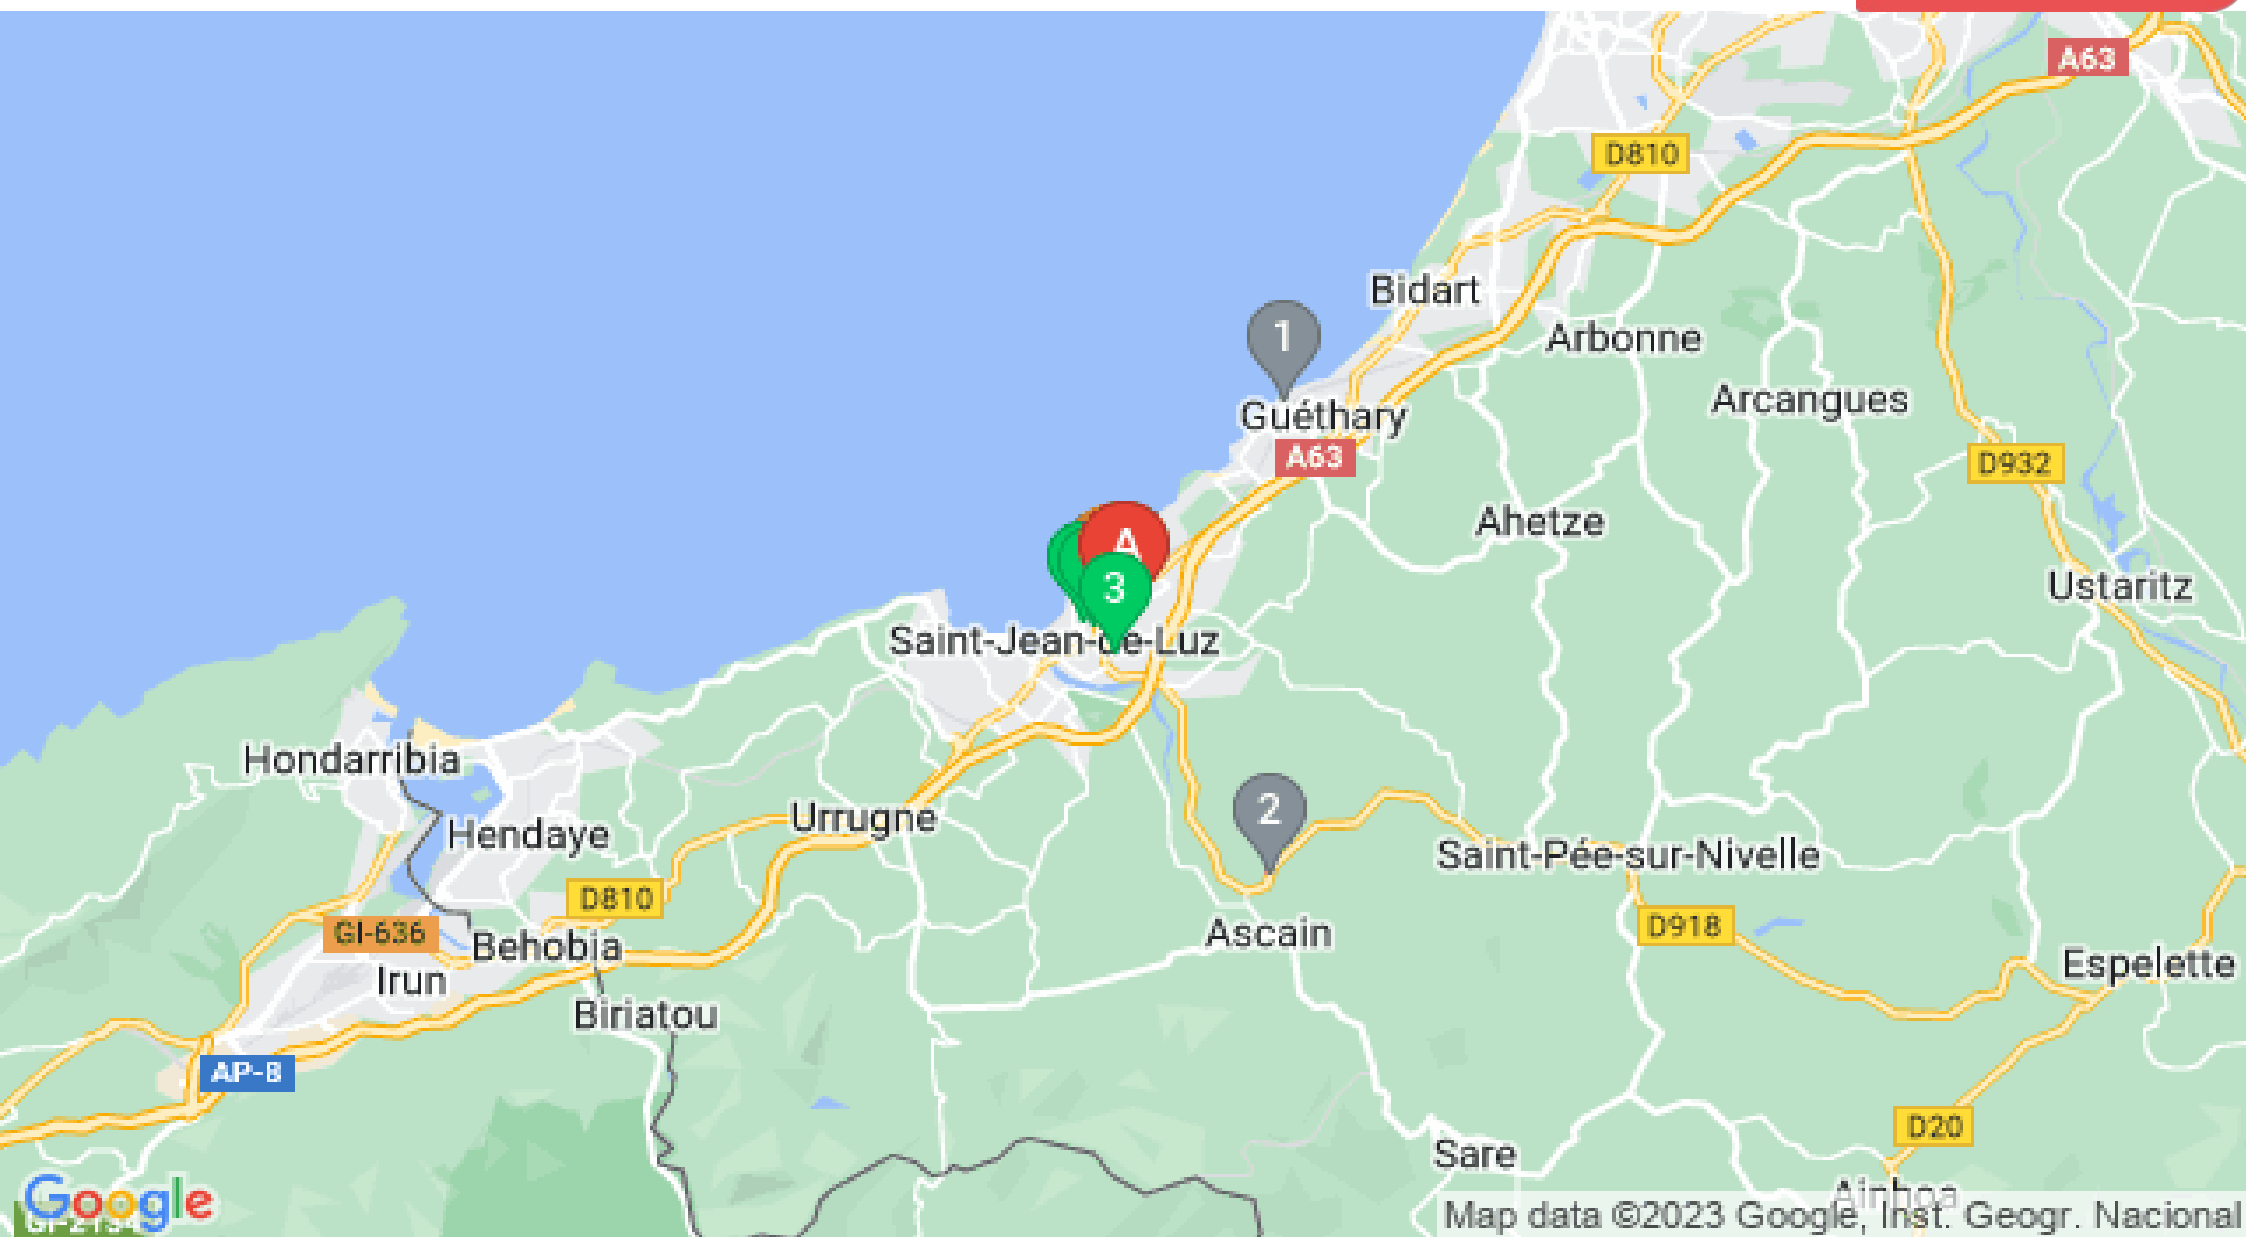 A63
D810
Bidart
1
Arbonne
Arcangues
Guéthary
A63
D932
Ahetze
A
3
Ustaritz
Saint-Jean-de-Luz
Hondarribia
2
Urrugne
Hendaye
Saint-Pée-sur-Nivelle
D810
D918
GI-636
Ascain
Behobia
Espelette
Irun
Biriatou
AP-8
D20
Sare
Ainhoa
Google
Map data ©2023 Google, Inst. Geogr. Nacional